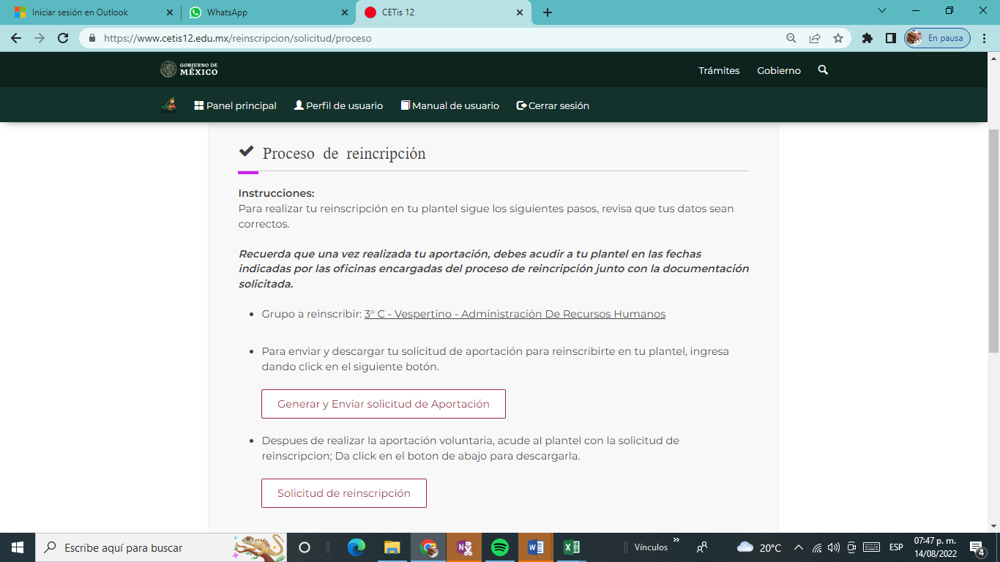 Iniciar sesión en Outlook
WhatsApp
CETis 12
https://www.cetis12.edu.mx/reinscripcion/solicitud/proceso
En pausa
GOBIERNO DE
MÉXICO
Trámites
Gobierno
CETIS 12
Panel principal
Perfil de usuario
Manual de usuario
Cerrar sesión
Proceso de reincripción
Instrucciones:
Para realizar tu reinscripción en tu plantel sigue los siguientes pasos, revisa que tus datos sean
correctos.
Recuerda que una vez realizada tu aportación, debes acudir a tu plantel en las fechas
indicadas por las oficinas encargadas del proceso de reincripción junto con la documentación
solicitada.
Grupo a reinscribir: 3° C - Vespertino - Administración De Recursos Humanos
Para enviar y descargar tu solicitud de aportación para reinscribirte en tu plantel, ingresa
dando click en el siguiente botón.
Generar y Enviar solicitud de Aportación
Despues de realizar la aportación voluntaria, acude al plantel con la solicitud de
reinscripcion; Da click en el boton de abajo para descargarla.
Solicitud de reinscripción
Escribe aquí para buscar
Vínculos
20°C
ESP
07:47 p. m.
14/08/2022
4